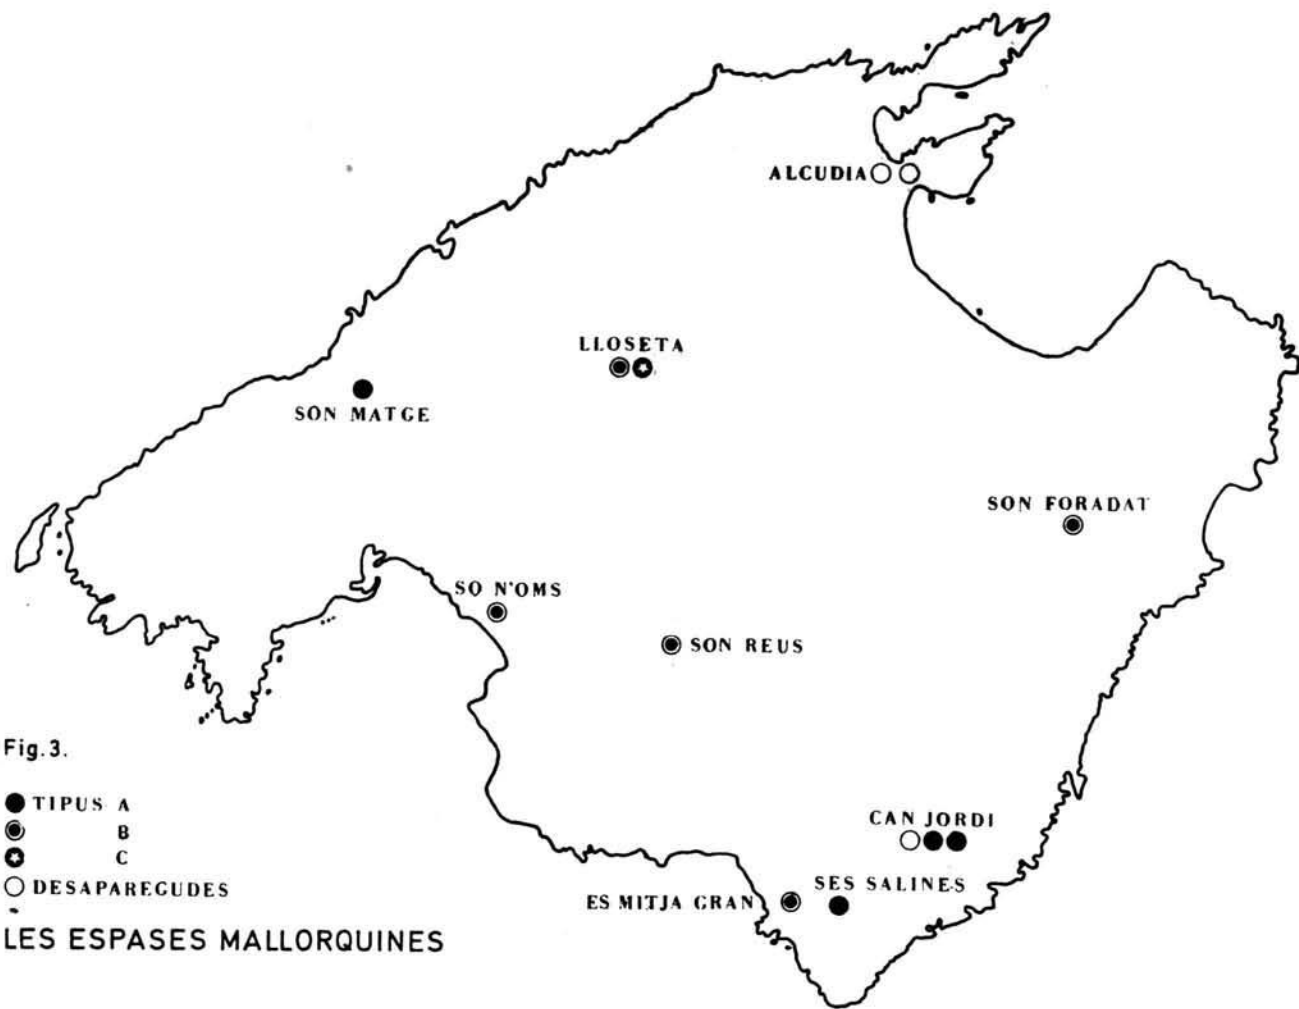 ALCUDIA
LLOSETA
SON MATGE
SON FORADAT
SO N'OMS
SON REUS
Fig.3.
TIPUS A
B
C
DESAPAREGUDES
CAN JORDI
SES SALINES
ES MITJA GRAN
LES ESPASES MALLORQUINES